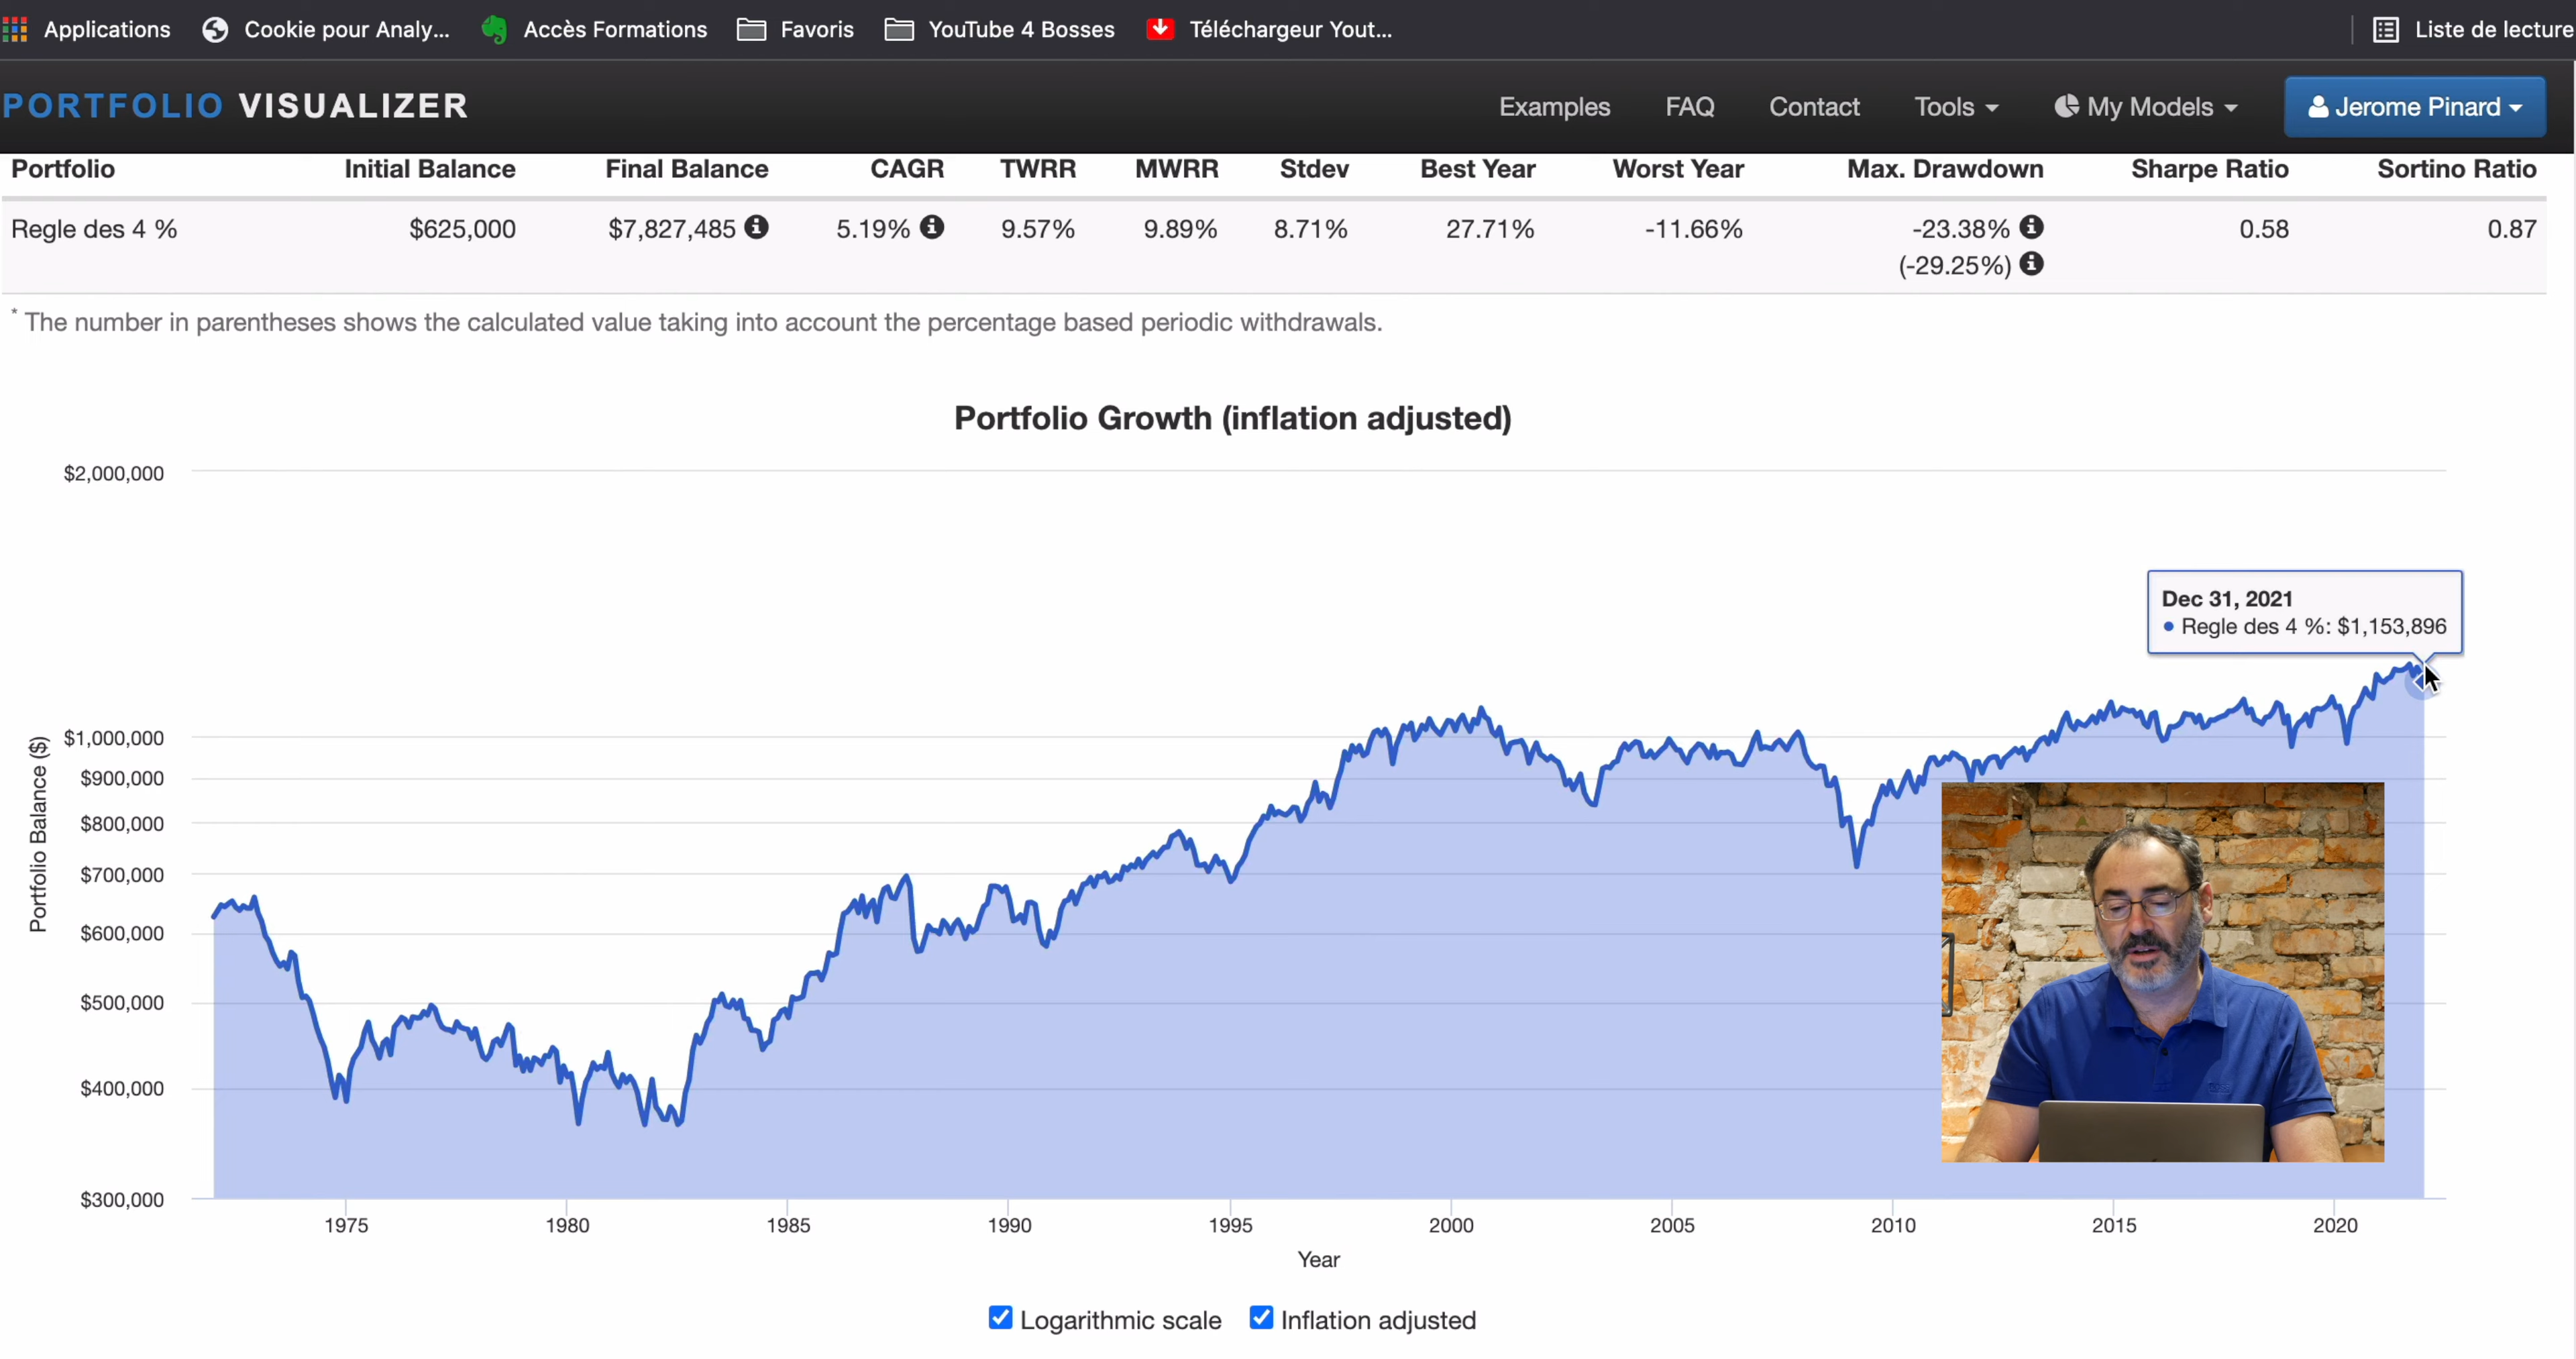 Applications Cookie pour Analy... Accès Formations Favoris YouTube 4 Bosses Téléchargeur Yout... Liste de lecture
PORTFOLIO VISUALIZER Examples FAQ Contact Tools My Models Jerome Pinard
Portfolio Initial Balance Final Balance CAGR TWRR MWRR Stdev Best Year Worst Year Max. Drawdown Sharpe Ratio Sortino Ratio
Regle des 4 % $625,000 $7,827,485 5.19% 9.57% 9.89% 8.71% 27.71% -11.66% -23.38% 0.58 0.87
(-29.25%)
* The number in parentheses shows the calculated value taking into account the percentage based periodic withdrawals.
Portfolio Growth (inflation adjusted)
$2,000,000
Dec 31, 2021
Regle des 4 %: $1,153,896
Portfolio Balance ($)
$1,000,000
$900,000
$800,000
$700,000
$600,000
$500,000
$400,000
$300,000
1975 1980 1985 1990 1995 2000 2005 2010 2015 2020
Year
Logarithmic scale Inflation adjusted